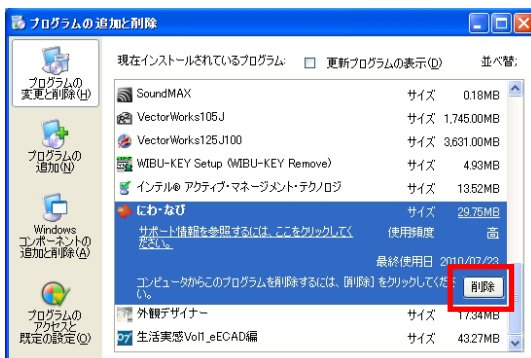 プログラムの追加と削除
現在インストールされているプログラム:
更新プログラムの表示(D)
並べ替
プログラムの
変更と削除(H)
プログラムの
追加(N)
Windows
コンポーネントの
追加と削除(A)
プログラムの
アクセスと
既定の設定(O)
SoundMAX サイズ 0.18MB
VectorWorks105J サイズ 1,745.00MB
VectorWorks125J100 サイズ 3,631.00MB
WIBU-KEY Setup (WIBU-KEY Remove) サイズ 4.93MB
インテル® アクティブ・マネージメント・テクノロジ サイズ 13.52MB
にわ・なび サイズ 29.75MB
サポート情報を参照するには、ここをクリックして 使用頻度 高
ください。
最終使用日 2010/07/23
コンピュータからこのプログラムを削除するには、[削除] をクリックしてくだ
い。
削除
外観デザイナー サイズ 17.34MB
生活実感Vol1_eCAD編 サイズ 43.27MB